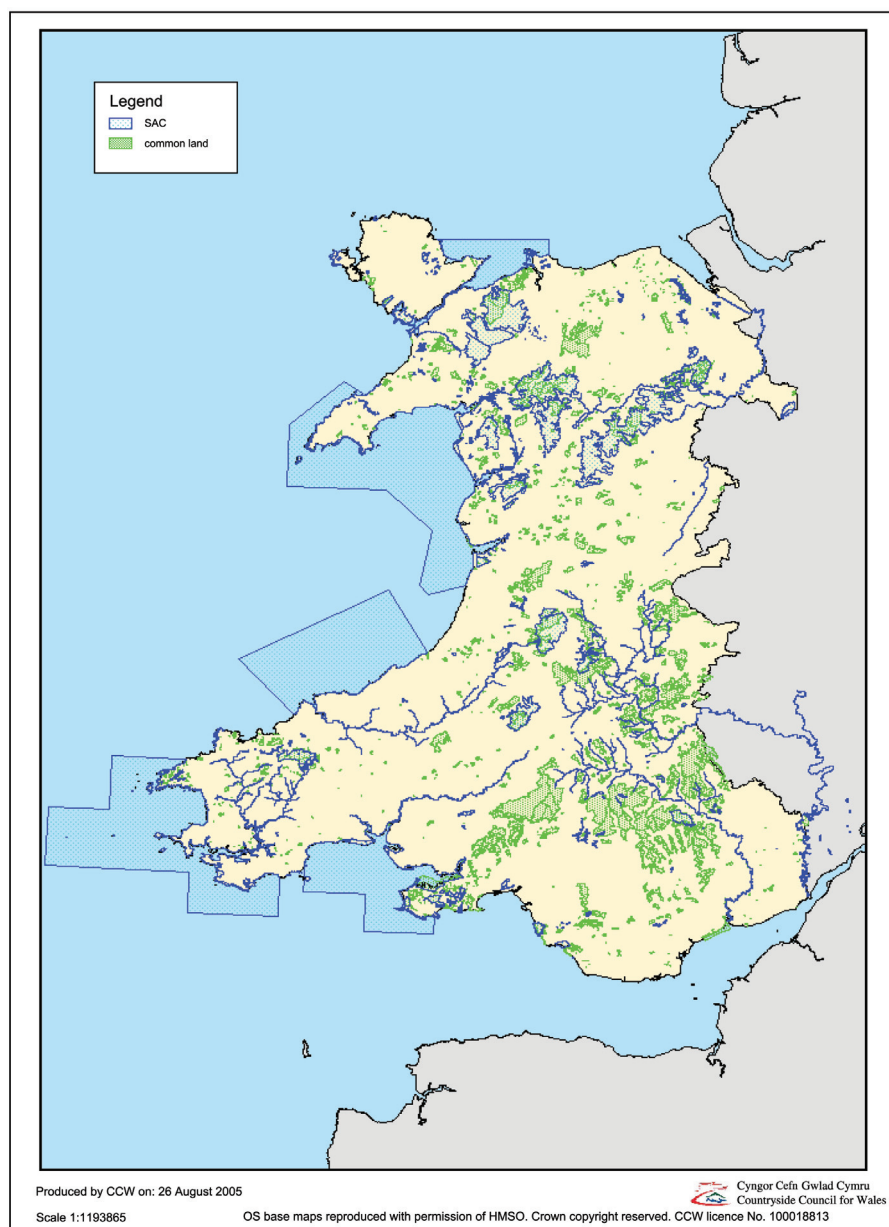 Legend
SAC
common land
Produced by CCW on: 26 August 2005
Cyngor Cefn Gwlad Cymru
Countryside Council for Wales
Scale 1:1193865
OS base maps reproduced with permission of HMSO. Crown copyright reserved. CCW licence No. 100018813